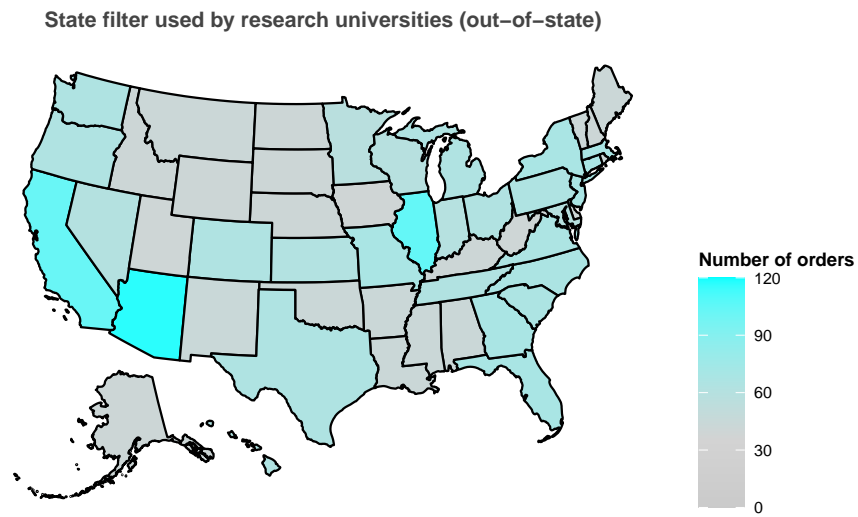 State filter used by research universities (out−of−state)
Number of orders
120
90
60
30
0